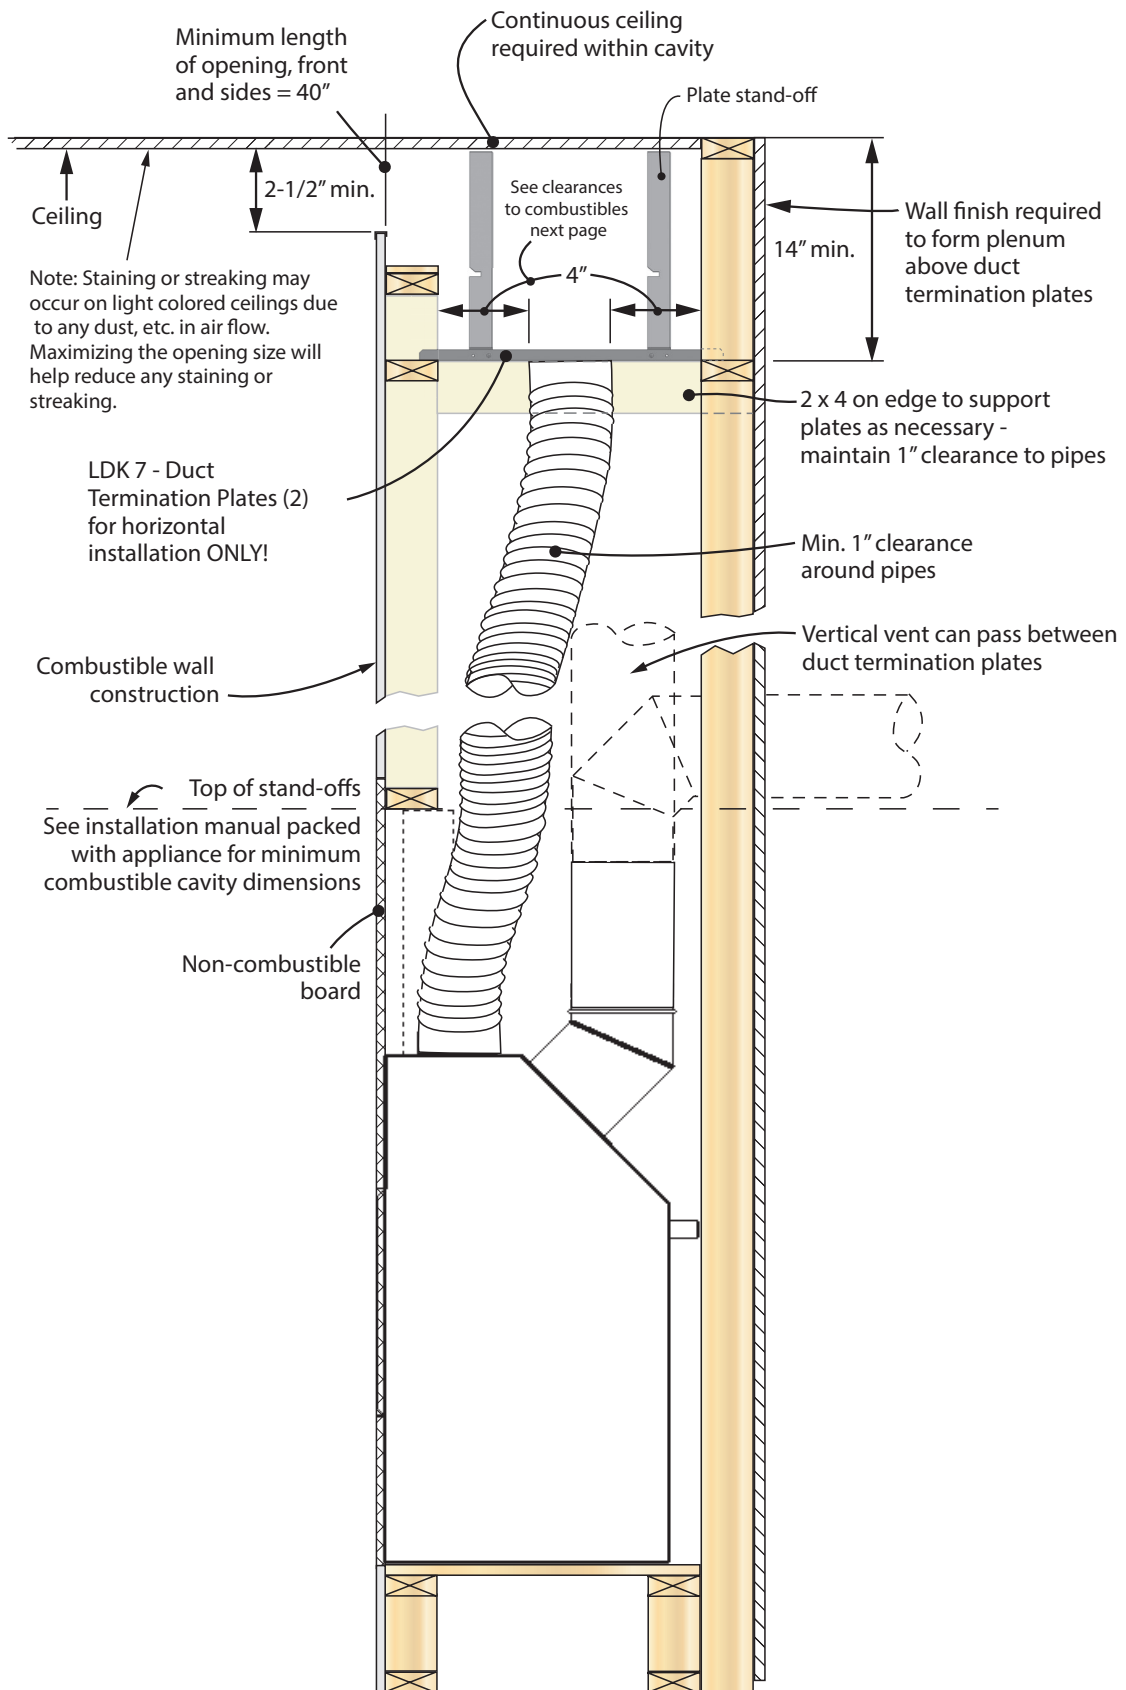 Continuous ceiling
required within cavity
Minimum length
of opening, front
and sides = 40”
Plate stand-off
2-1/2” min.
See clearances
to combustibles
next page
Ceiling
Wall finish required
to form plenum
above duct
termination plates
14” min.
4”
Note: Staining or streaking may
occur on light colored ceilings due
to any dust, etc. in air flow.
Maximizing the opening size will
help reduce any staining or
streaking.
2 x 4 on edge to support
plates as necessary -
maintain 1” clearance to pipes
LDK 7 - Duct
Termination Plates (2)
for horizontal
installation ONLY!
Min. 1” clearance
around pipes
Vertical vent can pass between
duct termination plates
Combustible wall
construction
Top of stand-offs
See installation manual packed
with appliance for minimum
combustible cavity dimensions
Non-combustible
board